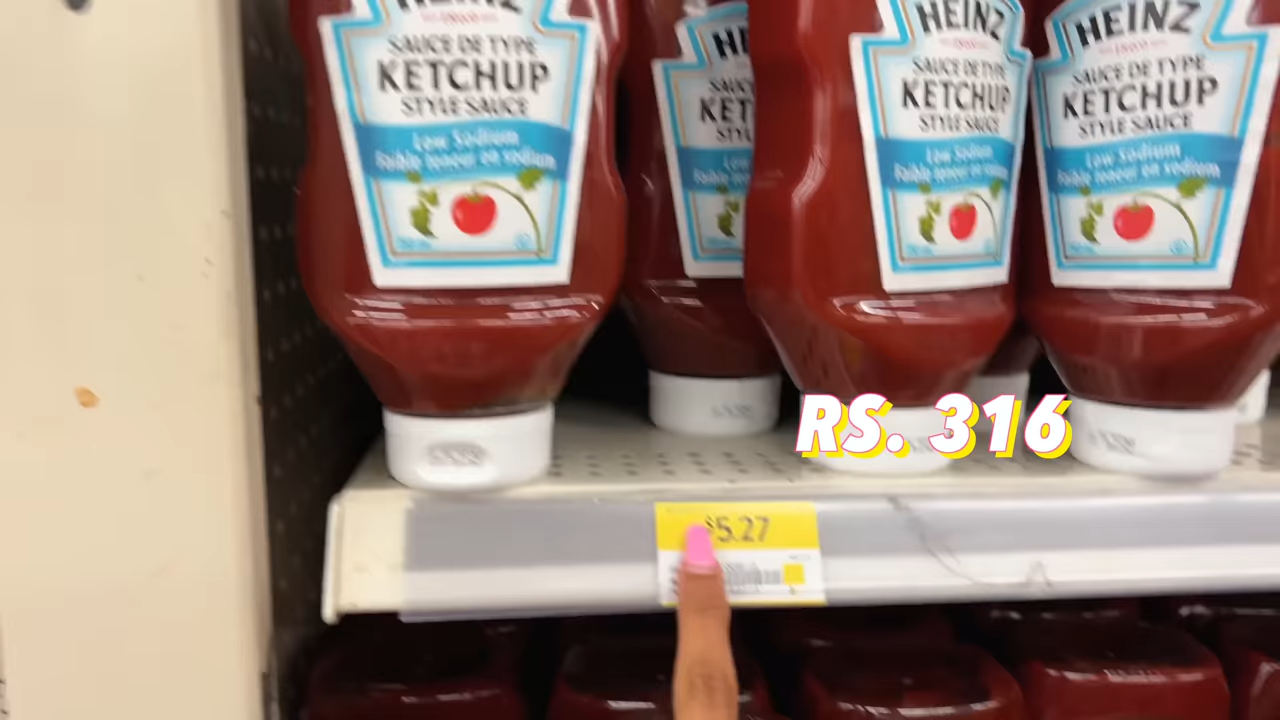 HEINZ
SAUCE DE TYPE
KETCHUP
STYLE SAUCE
Low Sodium
Faible teneur en sodium
KET
HEINZ
SAUCE DE TYPE
KETCHUP
STYLE SAUCE
Low Sodium
Faible teneur en sodium
HEINZ
SAUCE DE TYPE
KETCHUP
STYLE SAUCE
Low Sodium
Faible teneur en sodium
RS. 316
$5.27